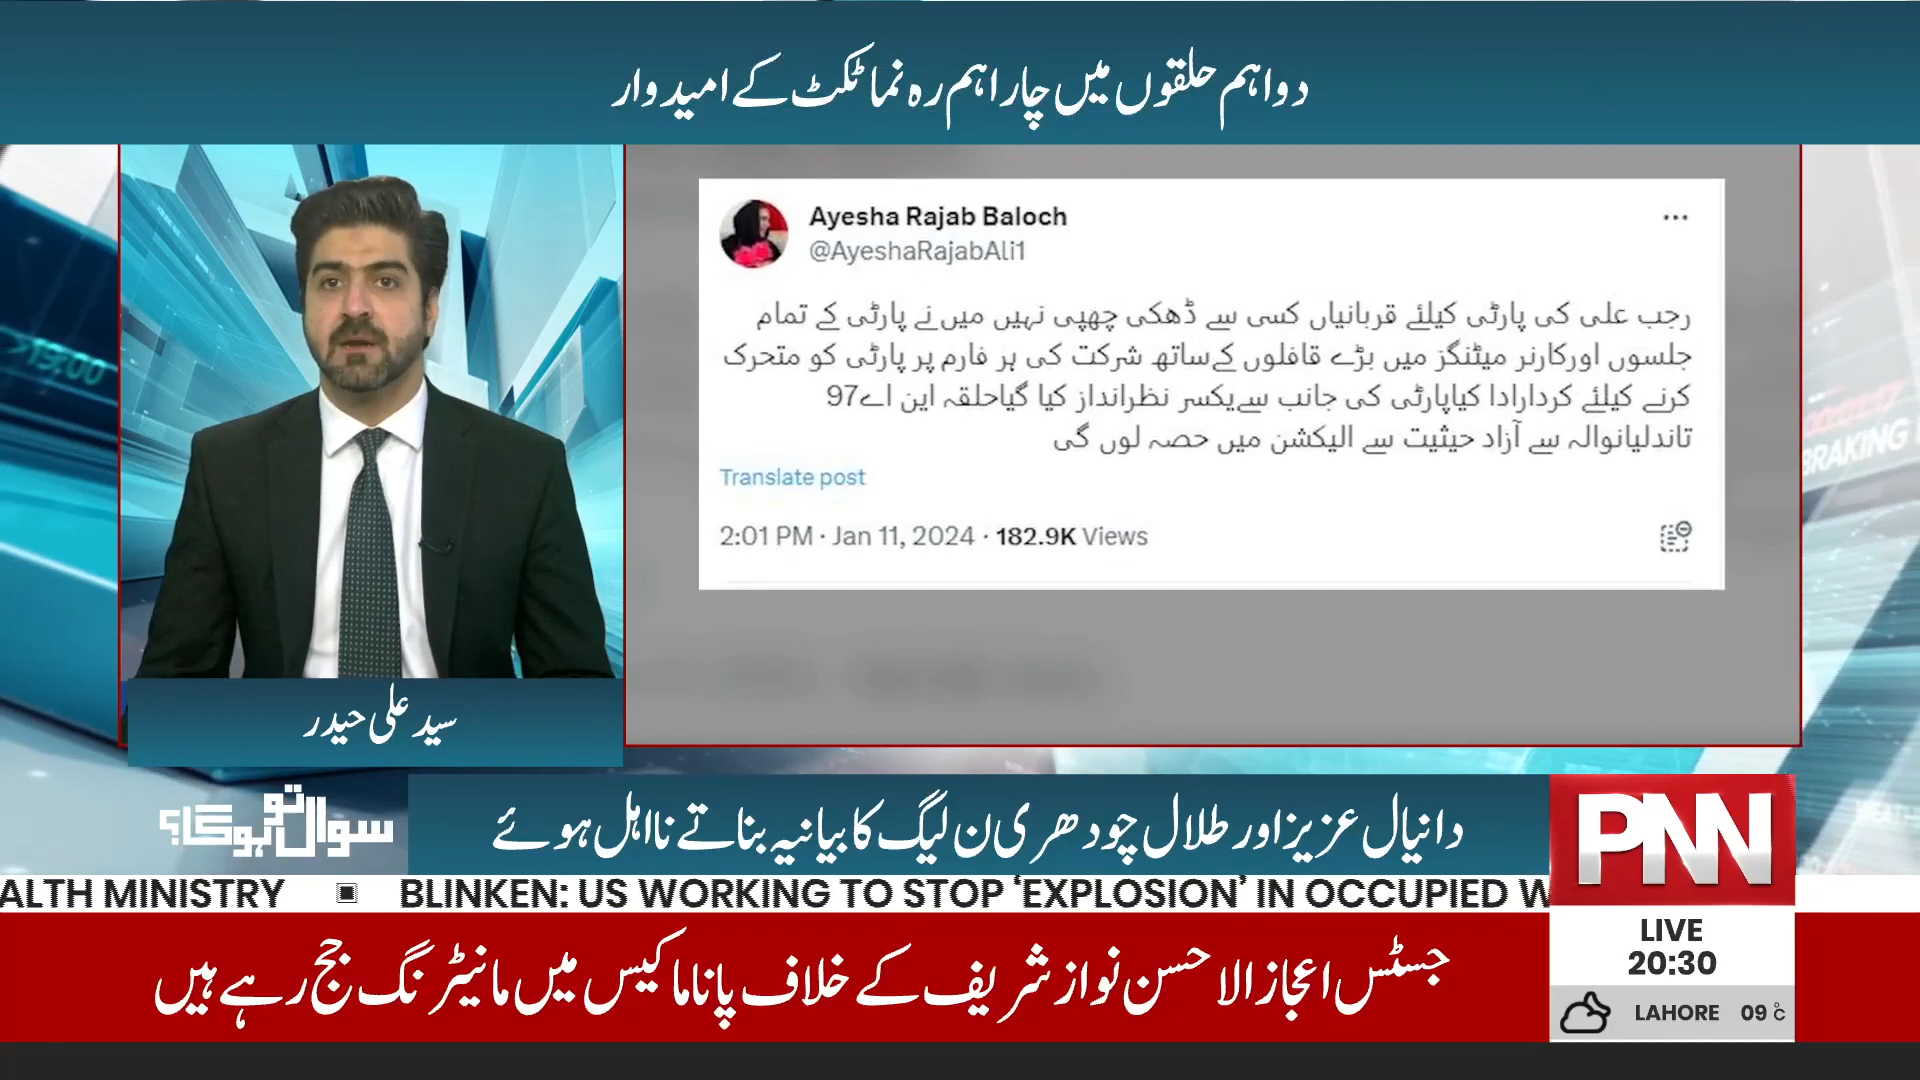 دو اہم حلقوں میں چار اہم رہ نما ٹکٹ کے امیدوار
Ayesha Rajab Baloch
@AyeshaRajabAli1
رجب علی کی پارٹی کیلئے قربانیاں کسی سے ڈھکی چھپی نہیں میں نے پارٹی کے تمام
جلسوں اورکارنر میٹنگز میں بڑے قافلوں کےساتھ شرکت کی ہر فارم پر پارٹی کو متحرک
کرنے کیلئے کردارادا کیاپارٹی کی جانب سےیکسر نظرانداز کیا گیاحلقہ این اے97
تاندلیانوالہ سے آزاد حیثیت سے الیکشن میں حصہ لوں گی
Translate post
2:01 PM · Jan 11, 2024 · 182.9K Views
سید علی حیدر
سوال تو ہوگا؟
دانیال عزیز اور طلال چودھری ن لیگ کا بیانیہ بناتے نااہل ہوئے
PNN
ALTH MINISTRY
BLINKEN: US WORKING TO STOP ‘EXPLOSION’ IN OCCUPIED W
جسٹس اعجاز الاحسن نواز شریف کے خلاف پاناما کیس میں مانیٹرنگ جج رہے ہیں
LIVE
20:30
LAHORE 09°C